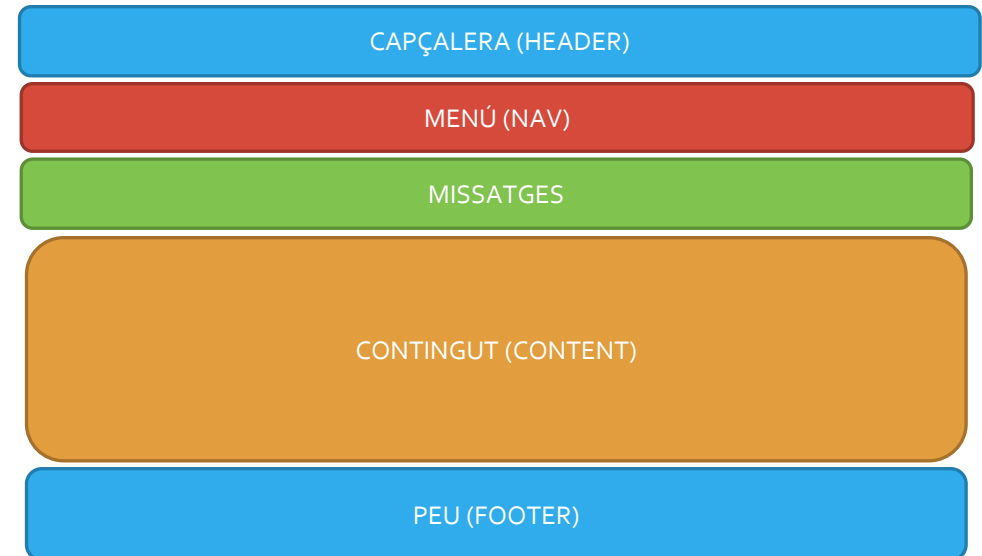 CAPÇALERA (HEADER)
MENÚ (NAV)
MISSATGES
CONTINGUT (CONTENT)
PEU (FOOTER)